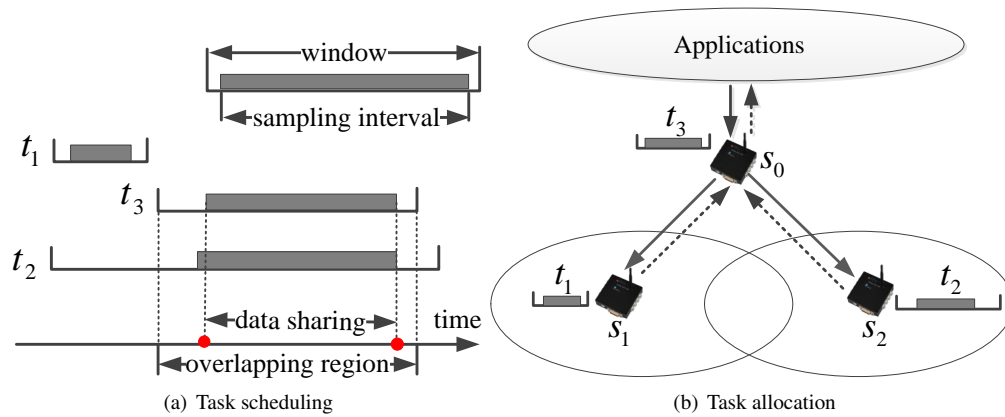 window
sampling interval
t1
t3
t2
data sharing
time
overlapping region
(a) Task scheduling
Applications
t3
s0
t1
s1
t2
s2
(b) Task allocation